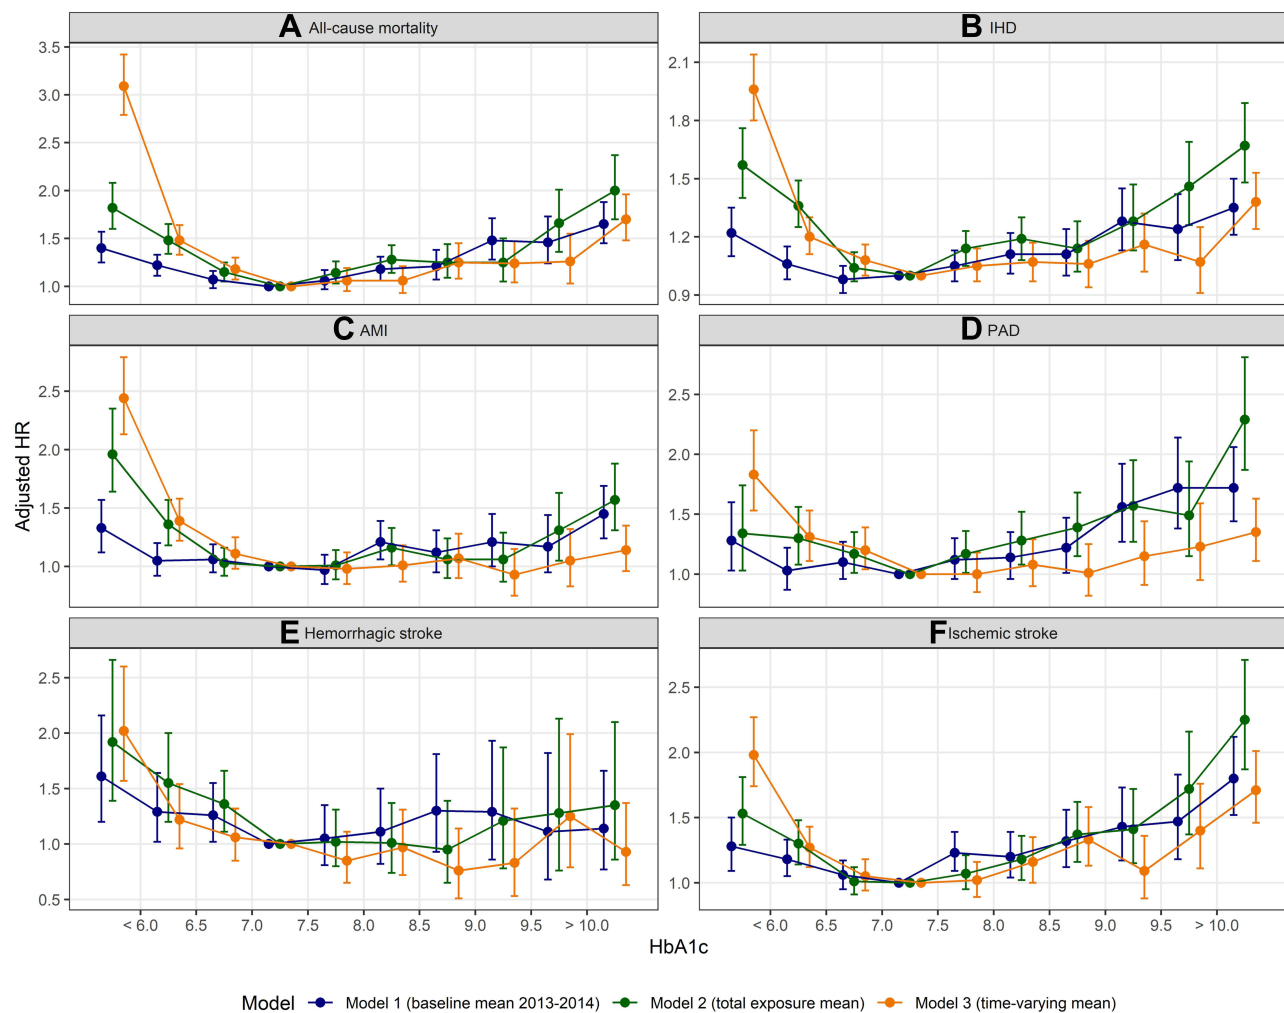 A All-cause mortality
B IHD
3.5
3.0
2.5
2.0
1.5
1.0
2.1
1.8
1.5
1.2
0.9
C AMI
D PAD
2.5
2.0
1.5
1.0
2.5
2.0
1.5
1.0
Adjusted HR
E Hemorrhagic stroke
F Ischemic stroke
2.5
2.0
1.5
1.0
0.5
2.5
2.0
1.5
1.0
< 6.0 6.5 7.0 7.5 8.0 8.5 9.0 9.5 > 10.0
< 6.0 6.5 7.0 7.5 8.0 8.5 9.0 9.5 > 10.0
HbA1c
Model Model 1 (baseline mean 2013-2014) Model 2 (total exposure mean) Model 3 (time-varying mean)